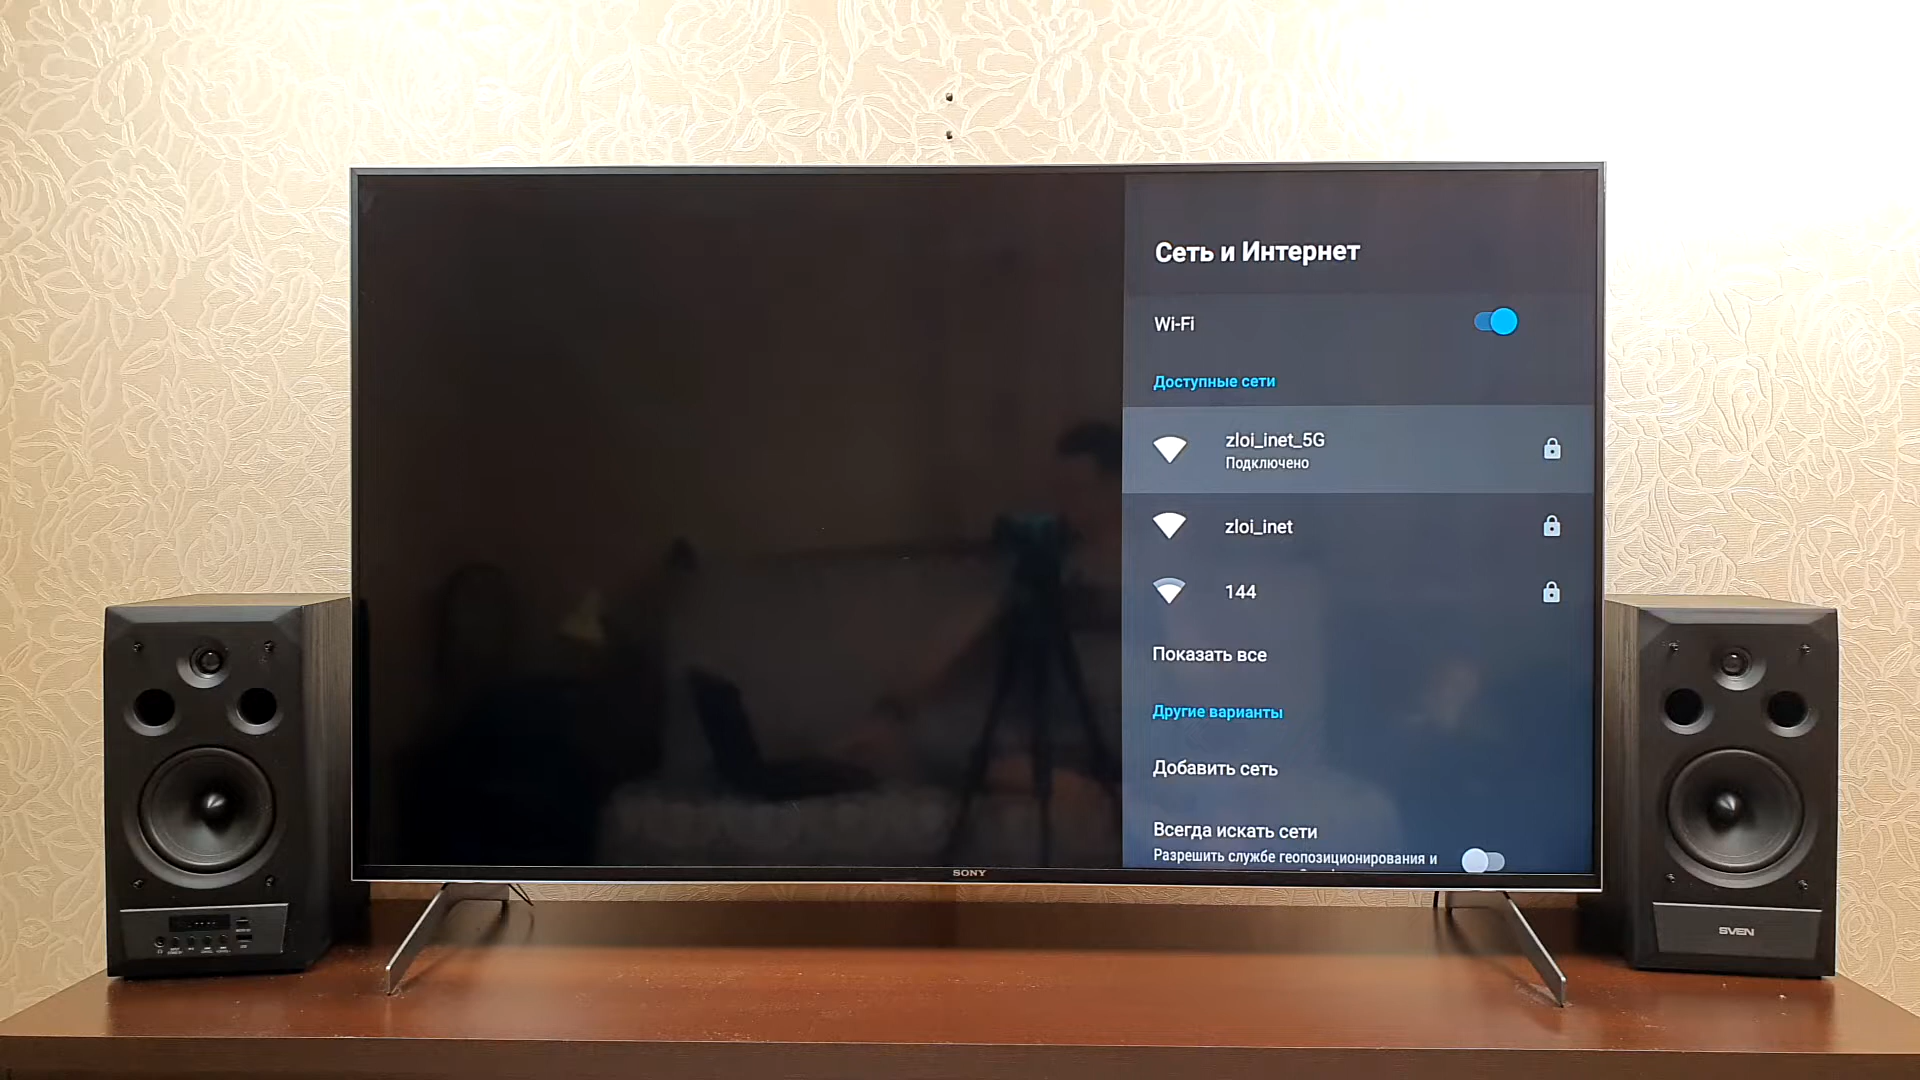 Сеть и Интернет
Wi-Fi
Доступные сети
zloi_inet_5G
Подключено
zloi_inet
144
Показать все
Другие варианты
Добавить сеть
Всегда искать сети
Разрешить службе геопозиционирования и
SONY
SVEN